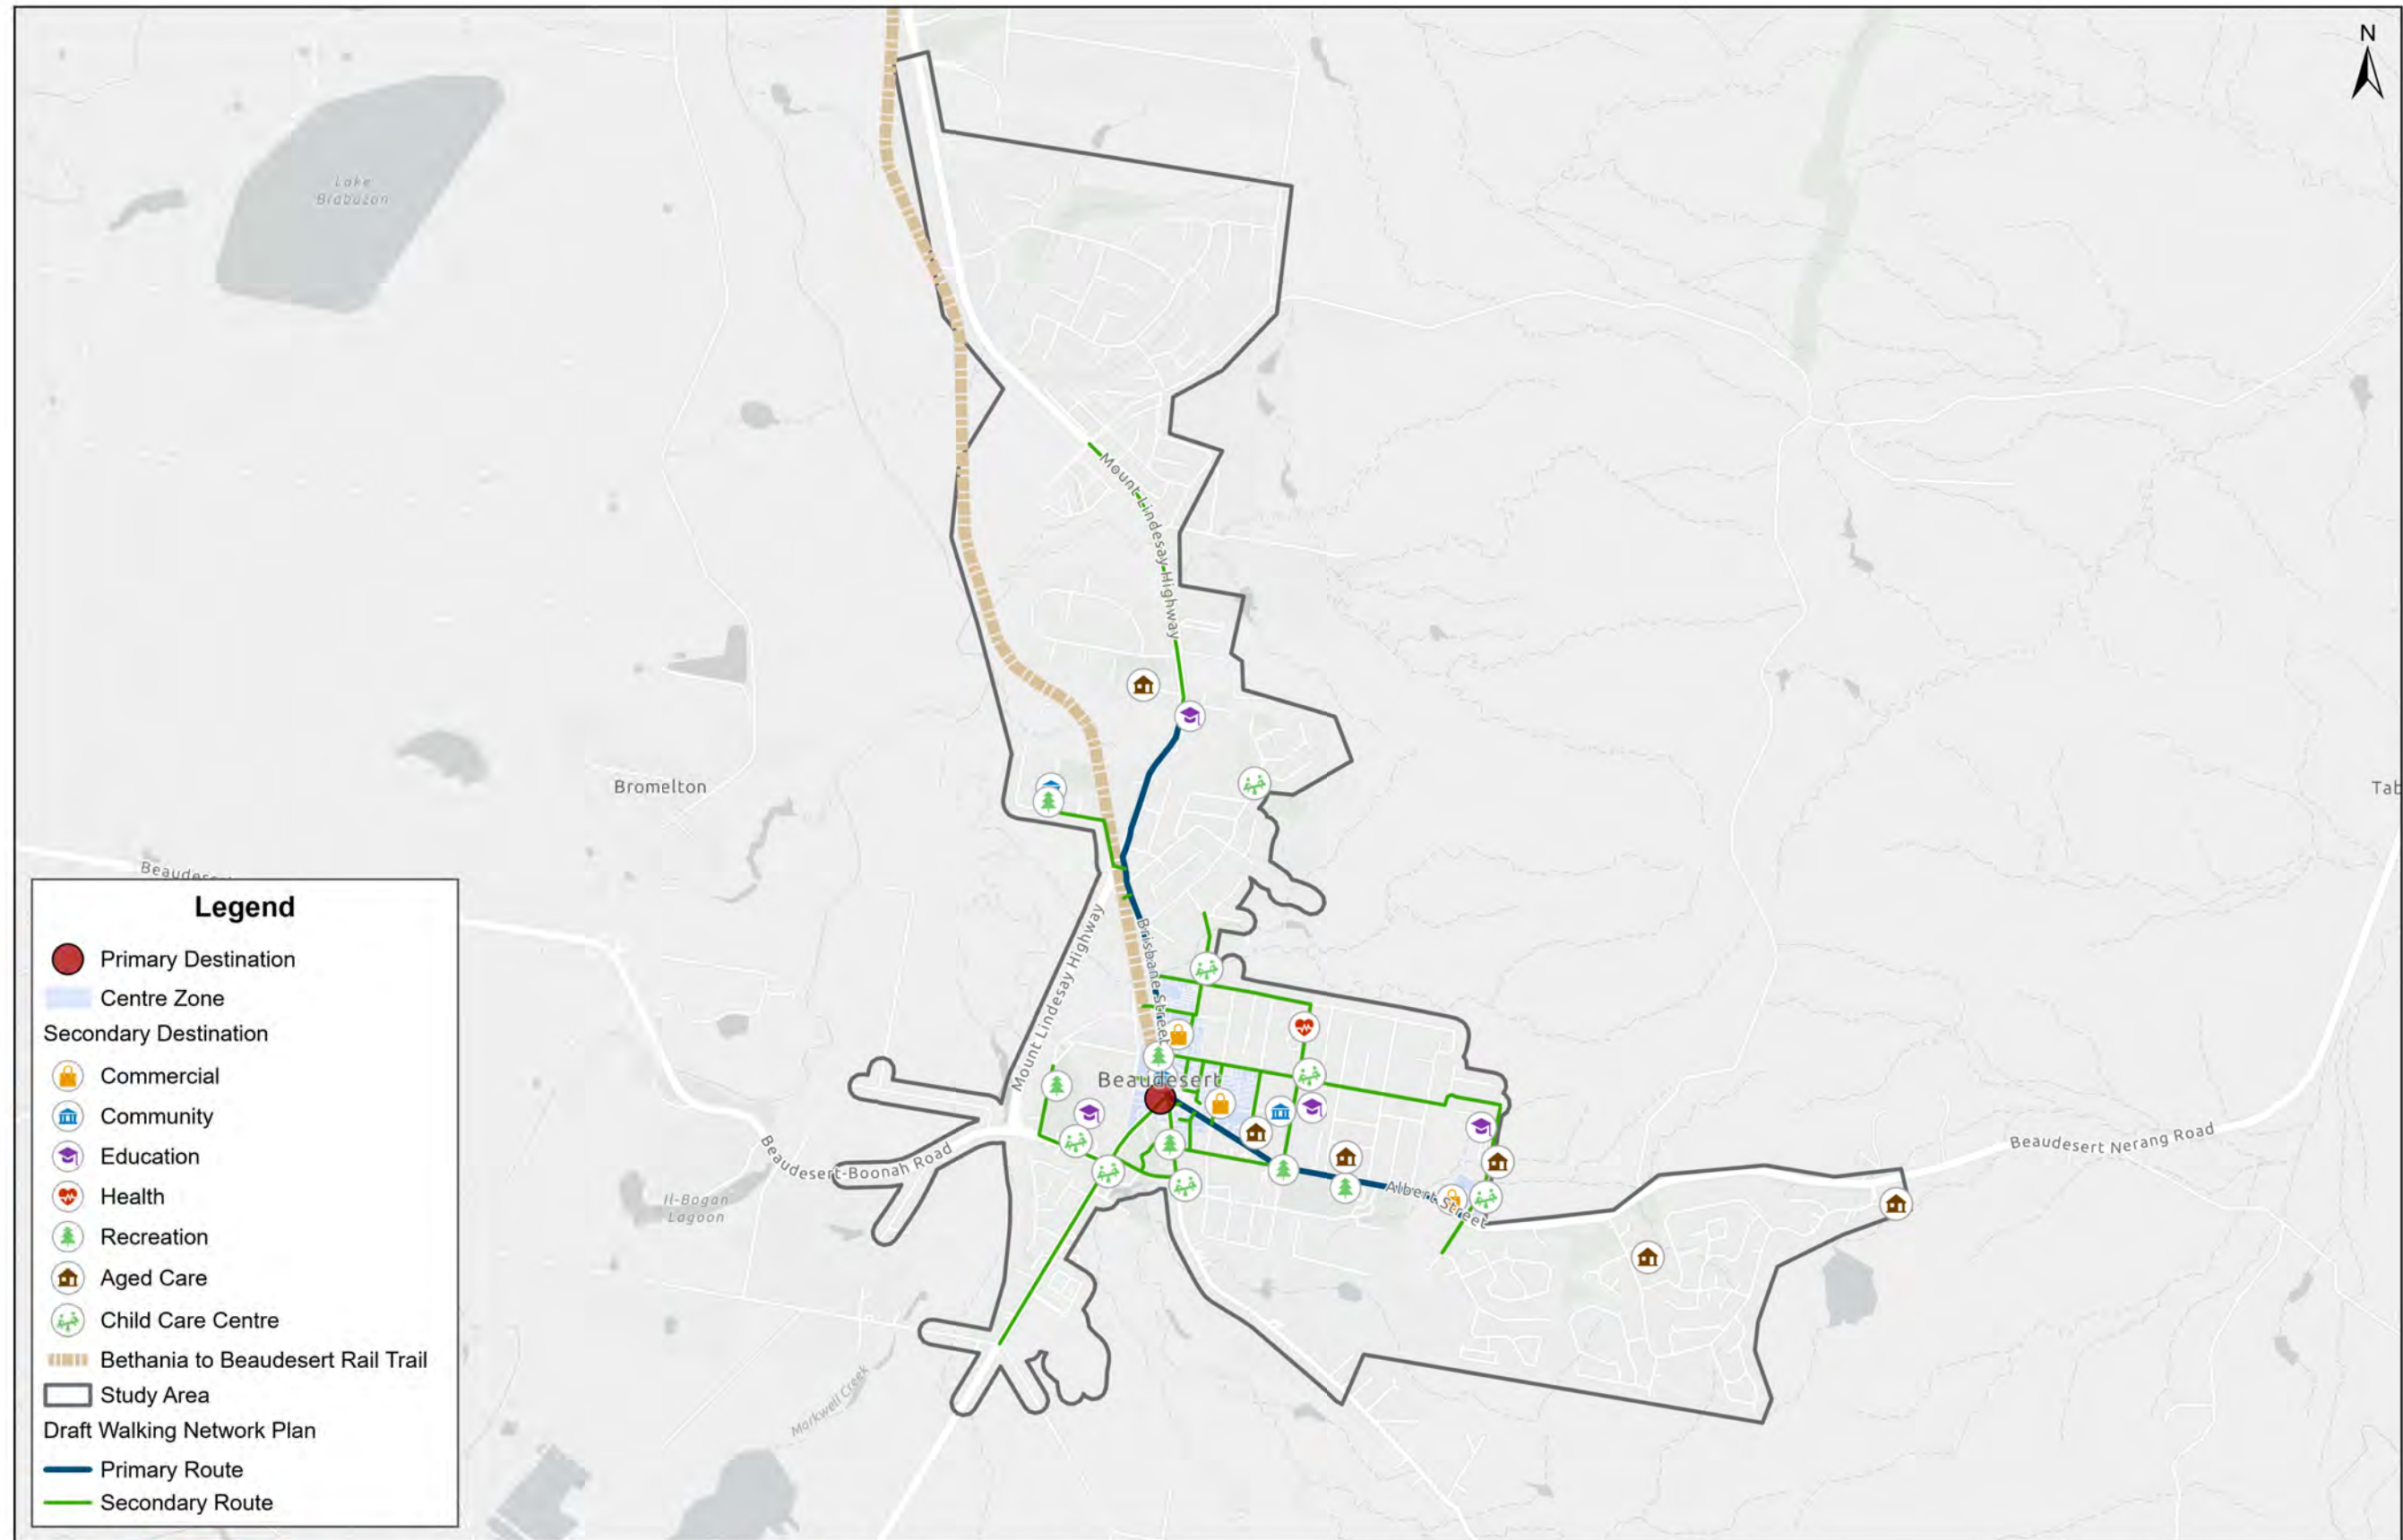 N
Lake
Brabazon
Mount Lindesay Highway
Bromelton
Tab
Brisbane Street
Mount Lindesay Highway
Beaudesert
Beaudesert-Boonah Road
Albert Street
Beaudesert Nerang Road
Il-Bogan
Lagoon
Markwell Creek
Legend
Primary Destination
Centre Zone
Secondary Destination
Commercial
Community
Education
Health
Recreation
Aged Care
Child Care Centre
Bethania to Beaudesert Rail Trail
Study Area
Draft Walking Network Plan
Primary Route
Secondary Route